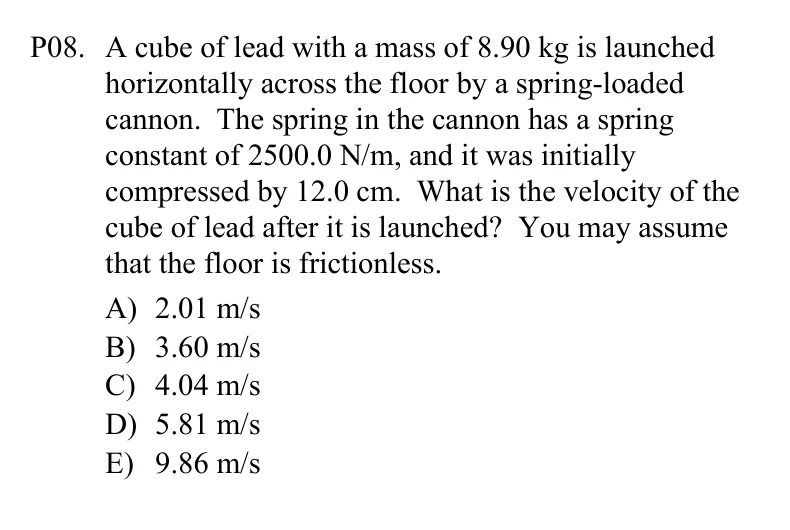 P08. A cube of lead with a mass of 8.90 kg is launched
horizontally across the floor by a spring-loaded
cannon. The spring in the cannon has a spring
constant of 2500.0 N/m, and it was initially
compressed by 12.0 cm. What is the velocity of the
cube of lead after it is launched? You may assume
that the floor is frictionless.
A) 2.01 m/s
B) 3.60 m/s
C) 4.04 m/s
D) 5.81 m/s
E) 9.86 m/s